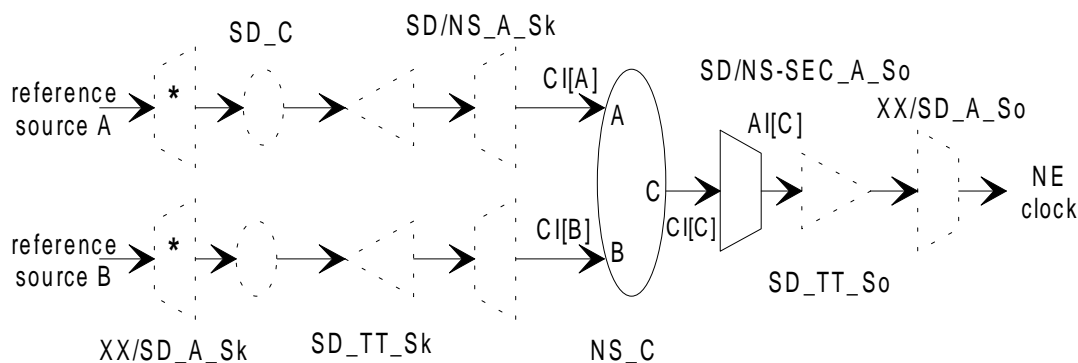 SD_C
SD/NS_A_Sk
SD/NS-SEC_A_So
XX/SD_A_So
reference
source A
*
CI[A]
A
AI[C]
C
CI[C]
NE
clock
reference
source B
*
CI[B]
B
XX/SD_A_Sk
SD_TT_Sk
NS_C
SD_TT_So